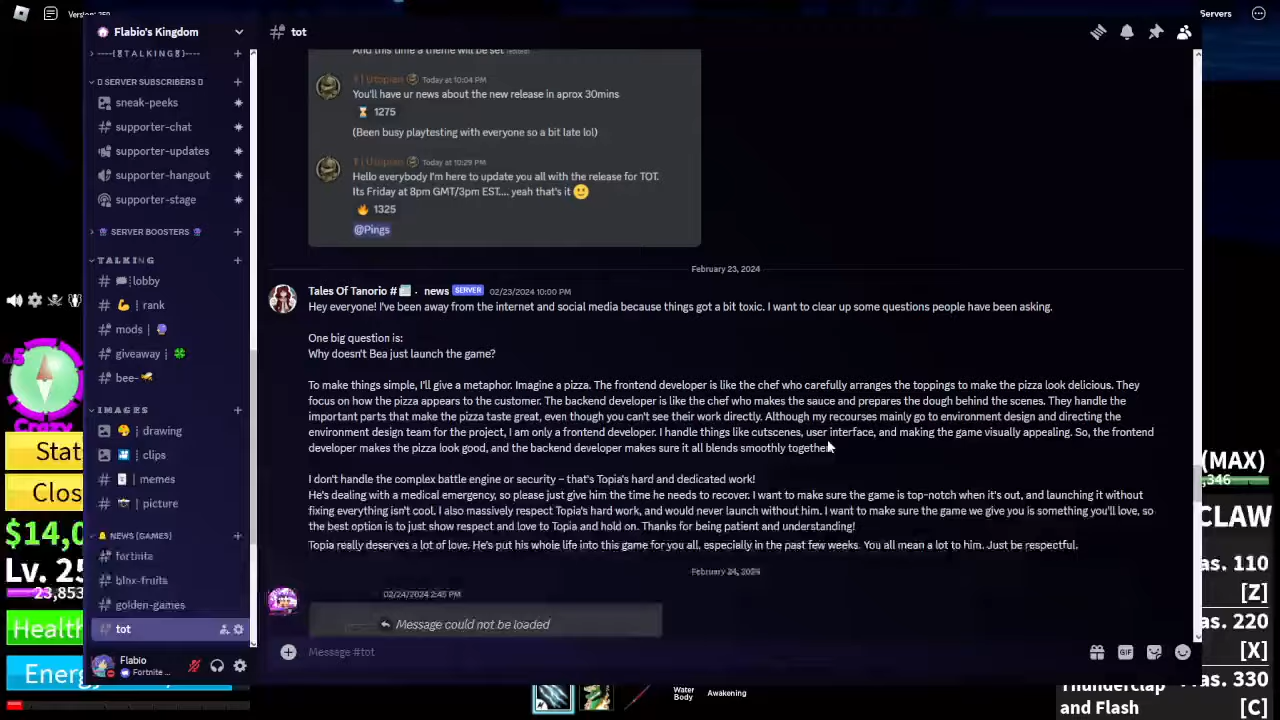 Servers
Flabio's Kingdom
tot
----{TALKING}----
SERVER SUBSCRIBERS
sneak-peeks
supporter-chat
supporter-updates
supporter-hangout
supporter-stage
SERVER BOOSTERS
TALKING
lobby
rank
mods |
giveaway |
bee-
IMAGES
drawing
clips
memes
picture
NEWS (GAMES)
fortnite
blox-fruits
golden-games
tot
Flabio
Fortnite ...
And this time a theme will be set
Utopian Today at 10:04 PM
You'll have ur news about the new release in aprox 30mins
1275
(Been busy playtesting with everyone so a bit late lol)
Utopian Today at 10:29 PM
Hello everybody I'm here to update you all with the release for TOT.
Its Friday at 8pm GMT/3pm EST.... yeah that's it
1325
@Pings
February 23, 2024
Tales Of Tanorio # . news SERVER 02/23/2024 10:00 PM
Hey everyone! I've been away from the internet and social media because things got a bit toxic. I want to clear up some questions people have been asking.
One big question is:
Why doesn't Bea just launch the game?
To make things simple, I'll give a metaphor. Imagine a pizza. The frontend developer is like the chef who carefully arranges the toppings to make the pizza look delicious. They
focus on how the pizza appears to the customer. The backend developer is like the chef who makes the sauce and prepares the dough behind the scenes. They handle the
important parts that make the pizza taste great, even though you can't see their work directly. Although my recourses mainly go to environment design and directing the
environment design team for the project, I am only a frontend developer. I handle things like cutscenes, user interface, and making the game visually appealing. So, the frontend
developer makes the pizza look good, and the backend developer makes sure it all blends smoothly together.
I don't handle the complex battle engine or security – that's Topia's hard and dedicated work!
He's dealing with a medical emergency, so please just give him the time he needs to recover. I want to make sure the game is top-notch when it's out, and launching it without
fixing everything isn't cool. I also massively respect Topia's hard work, and would never launch without him. I want to make sure the game we give you is something you'll love, so
the best option is to just show respect and love to Topia and hold on. Thanks for being patient and understanding!
Topia really deserves a lot of love. He's put his whole life into this game for you all, especially in the past few weeks. You all mean a lot to him. Just be respectful.
February 24, 2024
02/24/2024 2:45 PM
Message could not be loaded
Message #tot
GIF
5
Crazy
Stat
Clos
$14,0
Lv. 25
23,853
Health
Energy
Water
Body
Awakening
(MAX)
,346
CLAW
as. 110
[Z]
as. 220
[X]
as. 330
Thunderclap
and Flash
[C]